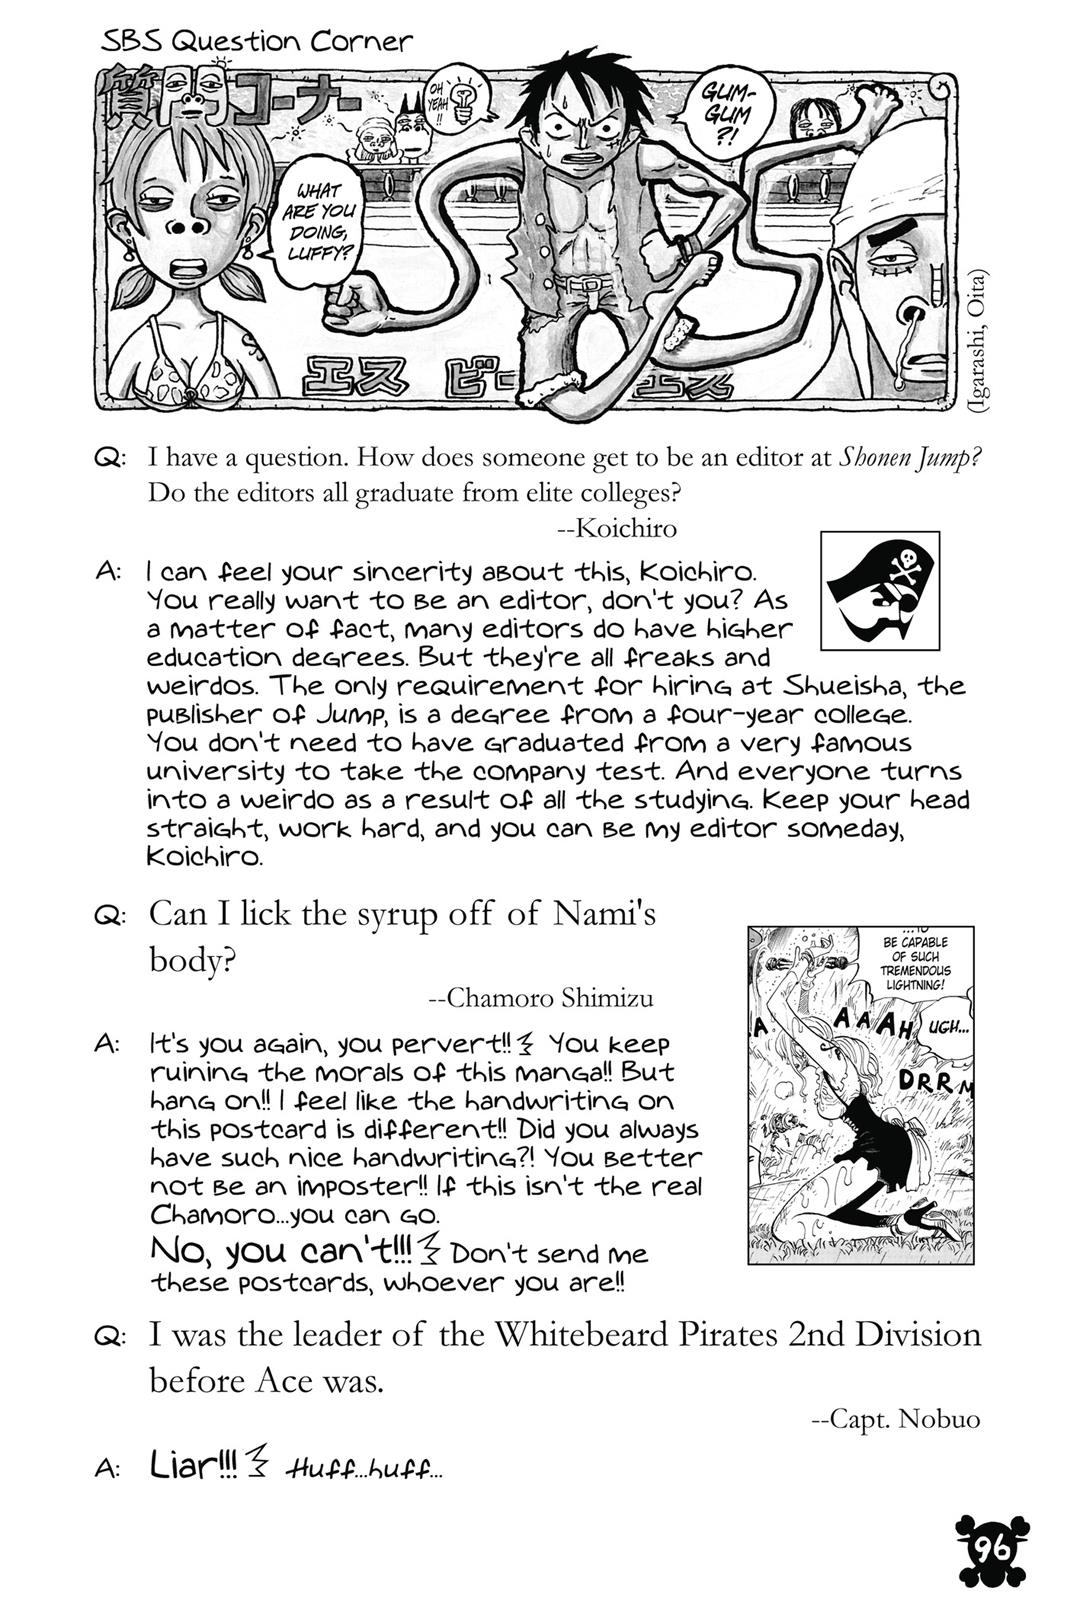 SBS Question Corner
質問コーナー
OH
YEAH
!!
GUM-
GUM
?!
WHAT
ARE YOU
DOING,
LUFFY?
エス ビー エス
(Igarashi, Oita)
Q: I have a question. How does someone get to be an editor at Shonen Jump?
Do the editors all graduate from elite colleges?
--Koichiro
A: I can feel your sincerity about this, Koichiro.
You really want to be an editor, don't you? As
a matter of fact, many editors do have higher
education degrees. But they're all freaks and
weirdos. The only requirement for hiring at Shueisha, the
publisher of Jump, is a degree from a four-year college.
You don't need to have graduated from a very famous
university to take the company test. And everyone turns
into a weirdo as a result of all the studying. Keep your head
straight, work hard, and you can be my editor someday,
Koichiro.
Q: Can I lick the syrup off of Nami's
body?
--Chamoro Shimizu
A: It's you again, you pervert!! You keep
ruining the morals of this manga!! But
hang on!! I feel like the handwriting on
this postcard is different!! Did you always
have such nice handwriting?! You better
not be an imposter!! If this isn't the real
Chamoro...you can go.
No, you can't!!! Don't send me
these postcards, whoever you are!!
...TO
BE CAPABLE
OF SUCH
TREMENDOUS
LIGHTNING!
A AAAH
UGH...
DRRM
Q: I was the leader of the Whitebeard Pirates 2nd Division
before Ace was.
--Capt. Nobuo
A: Liar!!! Huff...huff...
96